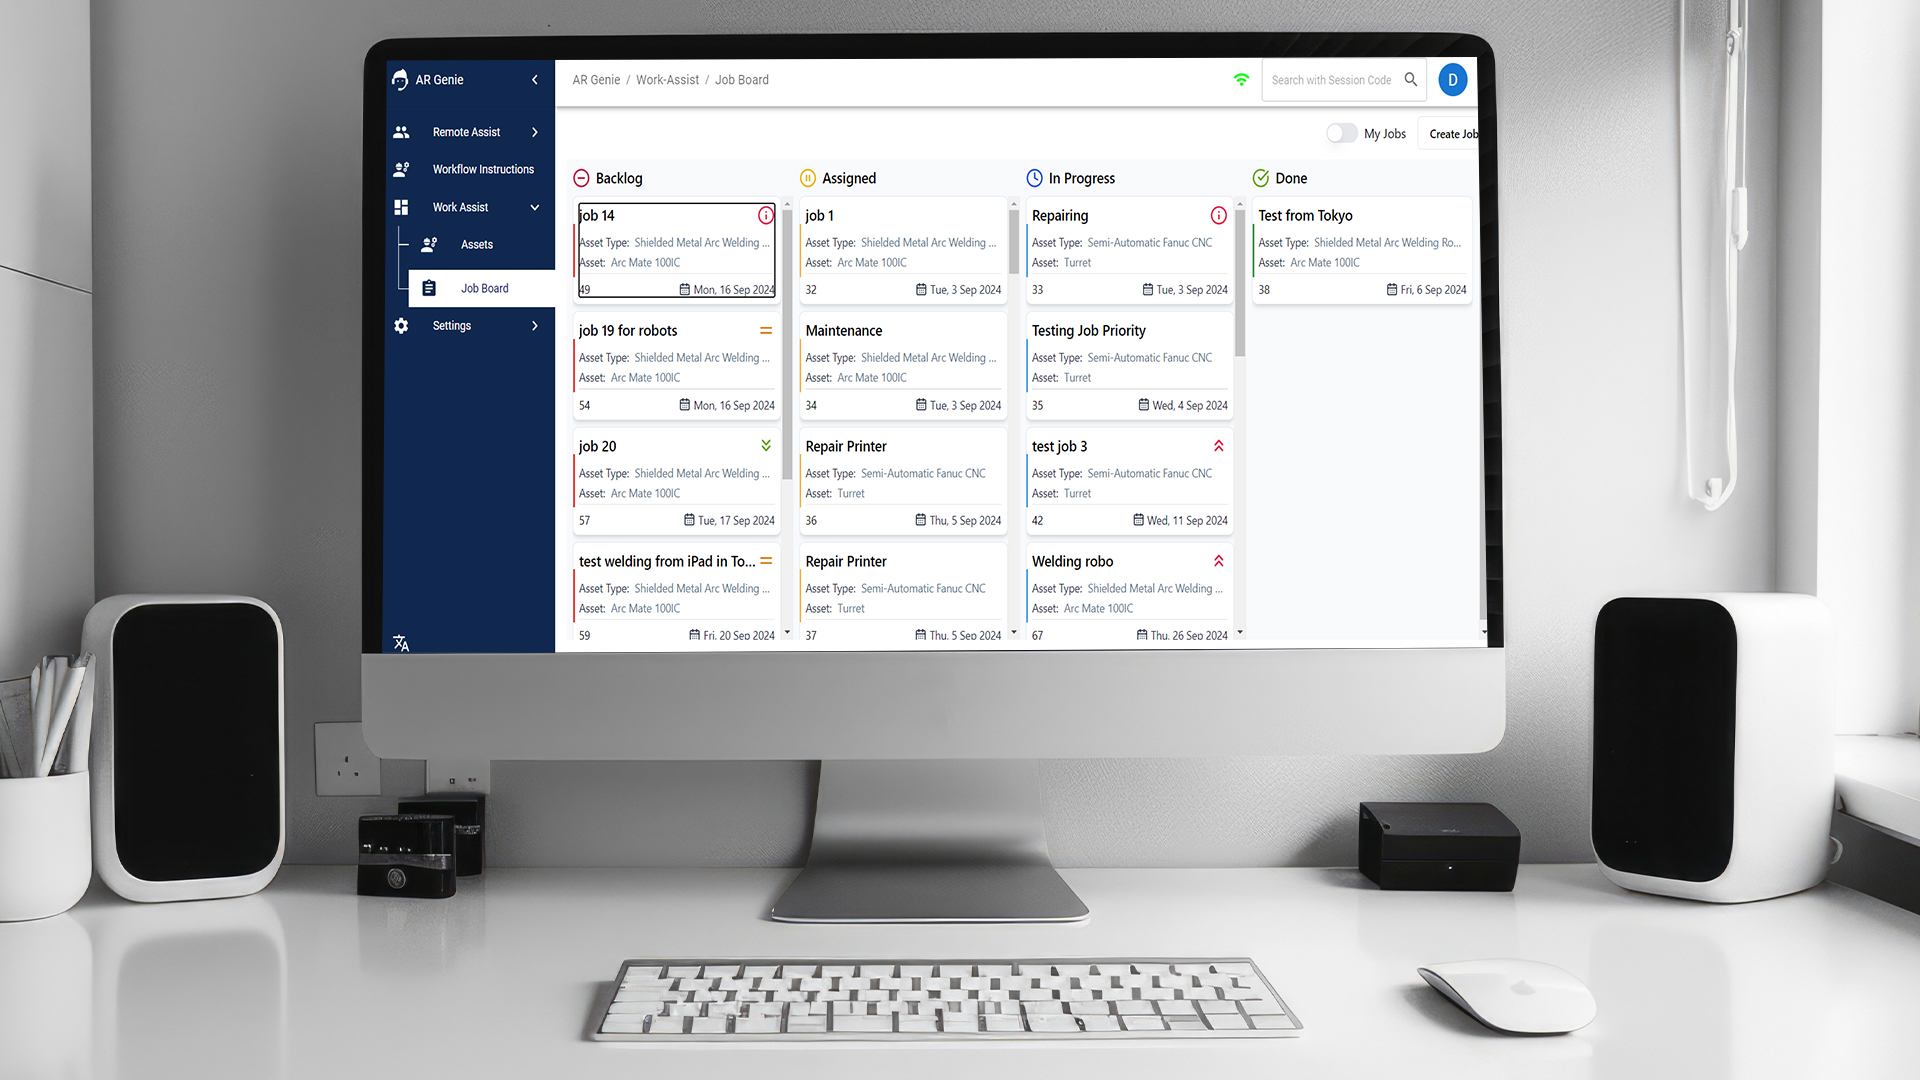 AR Genie
AR Genie / Work-Assist / Job Board
Search with Session Code
D
Remote Assist
Workflow Instructions
Work Assist
Assets
Job Board
Settings
My Jobs
Create Job
Backlog
job 14
Asset Type: Shielded Metal Arc Welding ...
Asset: Arc Mate 100IC
49 Mon, 16 Sep 2024
job 19 for robots
Asset Type: Shielded Metal Arc Welding ...
Asset: Arc Mate 100IC
54 Mon, 16 Sep 2024
job 20
Asset Type: Shielded Metal Arc Welding ...
Asset: Arc Mate 100IC
57 Tue, 17 Sep 2024
test welding from iPad in To...
Asset Type: Shielded Metal Arc Welding ...
Asset: Arc Mate 100IC
59 Fri, 20 Sep 2024
Assigned
job 1
Asset Type: Shielded Metal Arc Welding ...
Asset: Arc Mate 100IC
32 Tue, 3 Sep 2024
Maintenance
Asset Type: Shielded Metal Arc Welding ...
Asset: Arc Mate 100IC
34 Tue, 3 Sep 2024
Repair Printer
Asset Type: Semi-Automatic Fanuc CNC
Asset: Turret
36 Thu, 5 Sep 2024
Repair Printer
Asset Type: Semi-Automatic Fanuc CNC
Asset: Turret
37 Thu, 5 Sep 2024
In Progress
Repairing
Asset Type: Semi-Automatic Fanuc CNC
Asset: Turret
33 Tue, 3 Sep 2024
Testing Job Priority
Asset Type: Semi-Automatic Fanuc CNC
Asset: Turret
35 Wed, 4 Sep 2024
test job 3
Asset Type: Semi-Automatic Fanuc CNC
Asset: Turret
42 Wed, 11 Sep 2024
Welding robo
Asset Type: Shielded Metal Arc Welding ...
Asset: Arc Mate 100IC
67 Thu, 26 Sep 2024
Done
Test from Tokyo
Asset Type: Shielded Metal Arc Welding Ro...
Asset: Arc Mate 100IC
38 Fri, 6 Sep 2024